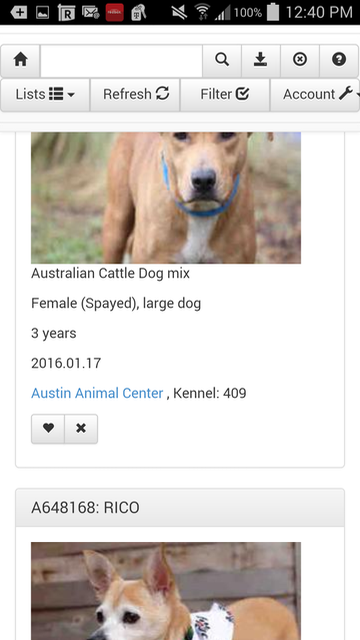 100% 12:40 PM
Lists Refresh Filter Account
Australian Cattle Dog mix
Female (Spayed), large dog
3 years
2016.01.17
Austin Animal Center , Kennel: 409
A648168: RICO